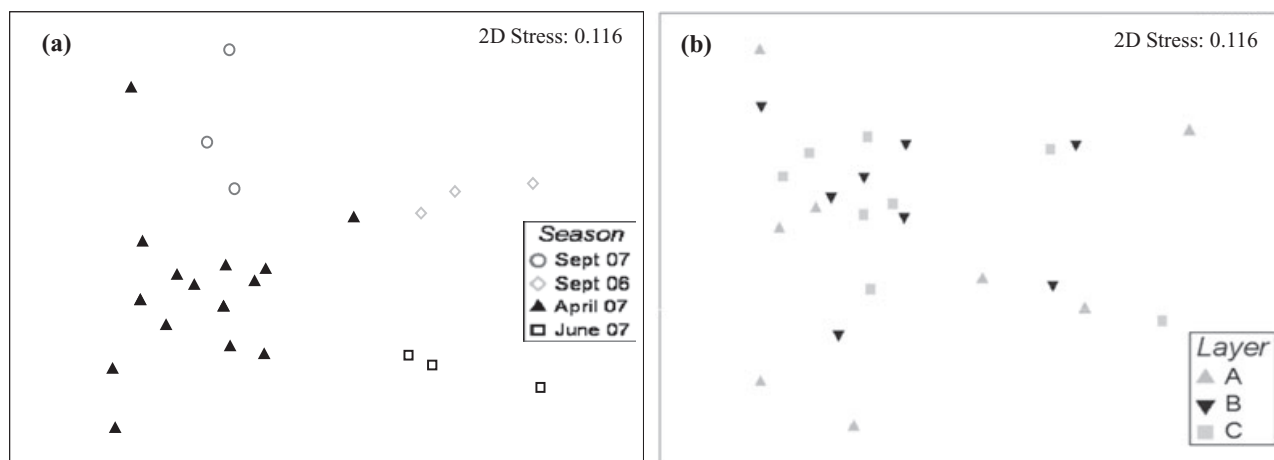 (a)
2D Stress: 0.116
Season
Sept 07
Sept 06
April 07
June 07
(b)
2D Stress: 0.116
Layer
A
B
C